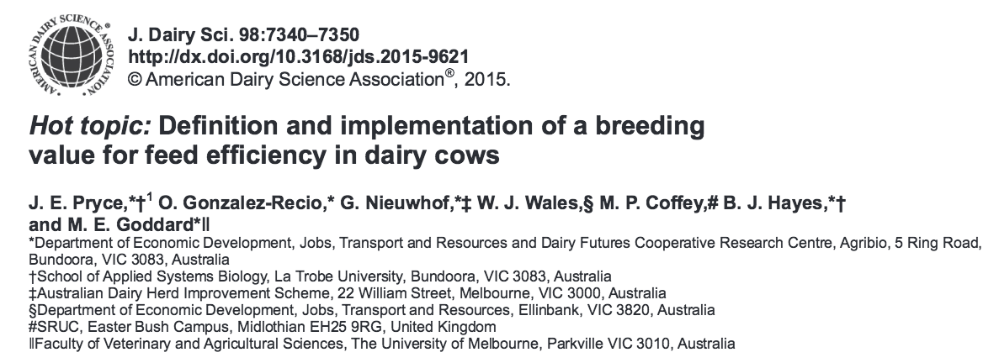 AMERICAN DAIRY SCIENCE ASSOCIATION®
J. Dairy Sci. 98:7340–7350
http://dx.doi.org/10.3168/jds.2015-9621
© American Dairy Science Association®, 2015.
Hot topic: Definition and implementation of a breeding
value for feed efficiency in dairy cows
J. E. Pryce,*†1 O. Gonzalez-Recio,* G. Nieuwhof,*‡ W. J. Wales,§ M. P. Coffey,# B. J. Hayes,*†
and M. E. Goddard*‖
*Department of Economic Development, Jobs, Transport and Resources and Dairy Futures Cooperative Research Centre, Agribio, 5 Ring Road,
Bundoora, VIC 3083, Australia
†School of Applied Systems Biology, La Trobe University, Bundoora, VIC 3083, Australia
‡Australian Dairy Herd Improvement Scheme, 22 William Street, Melbourne, VIC 3000, Australia
§Department of Economic Development, Jobs, Transport and Resources, Ellinbank, VIC 3820, Australia
#SRUC, Easter Bush Campus, Midlothian EH25 9RG, United Kingdom
‖Faculty of Veterinary and Agricultural Sciences, The University of Melbourne, Parkville VIC 3010, Australia